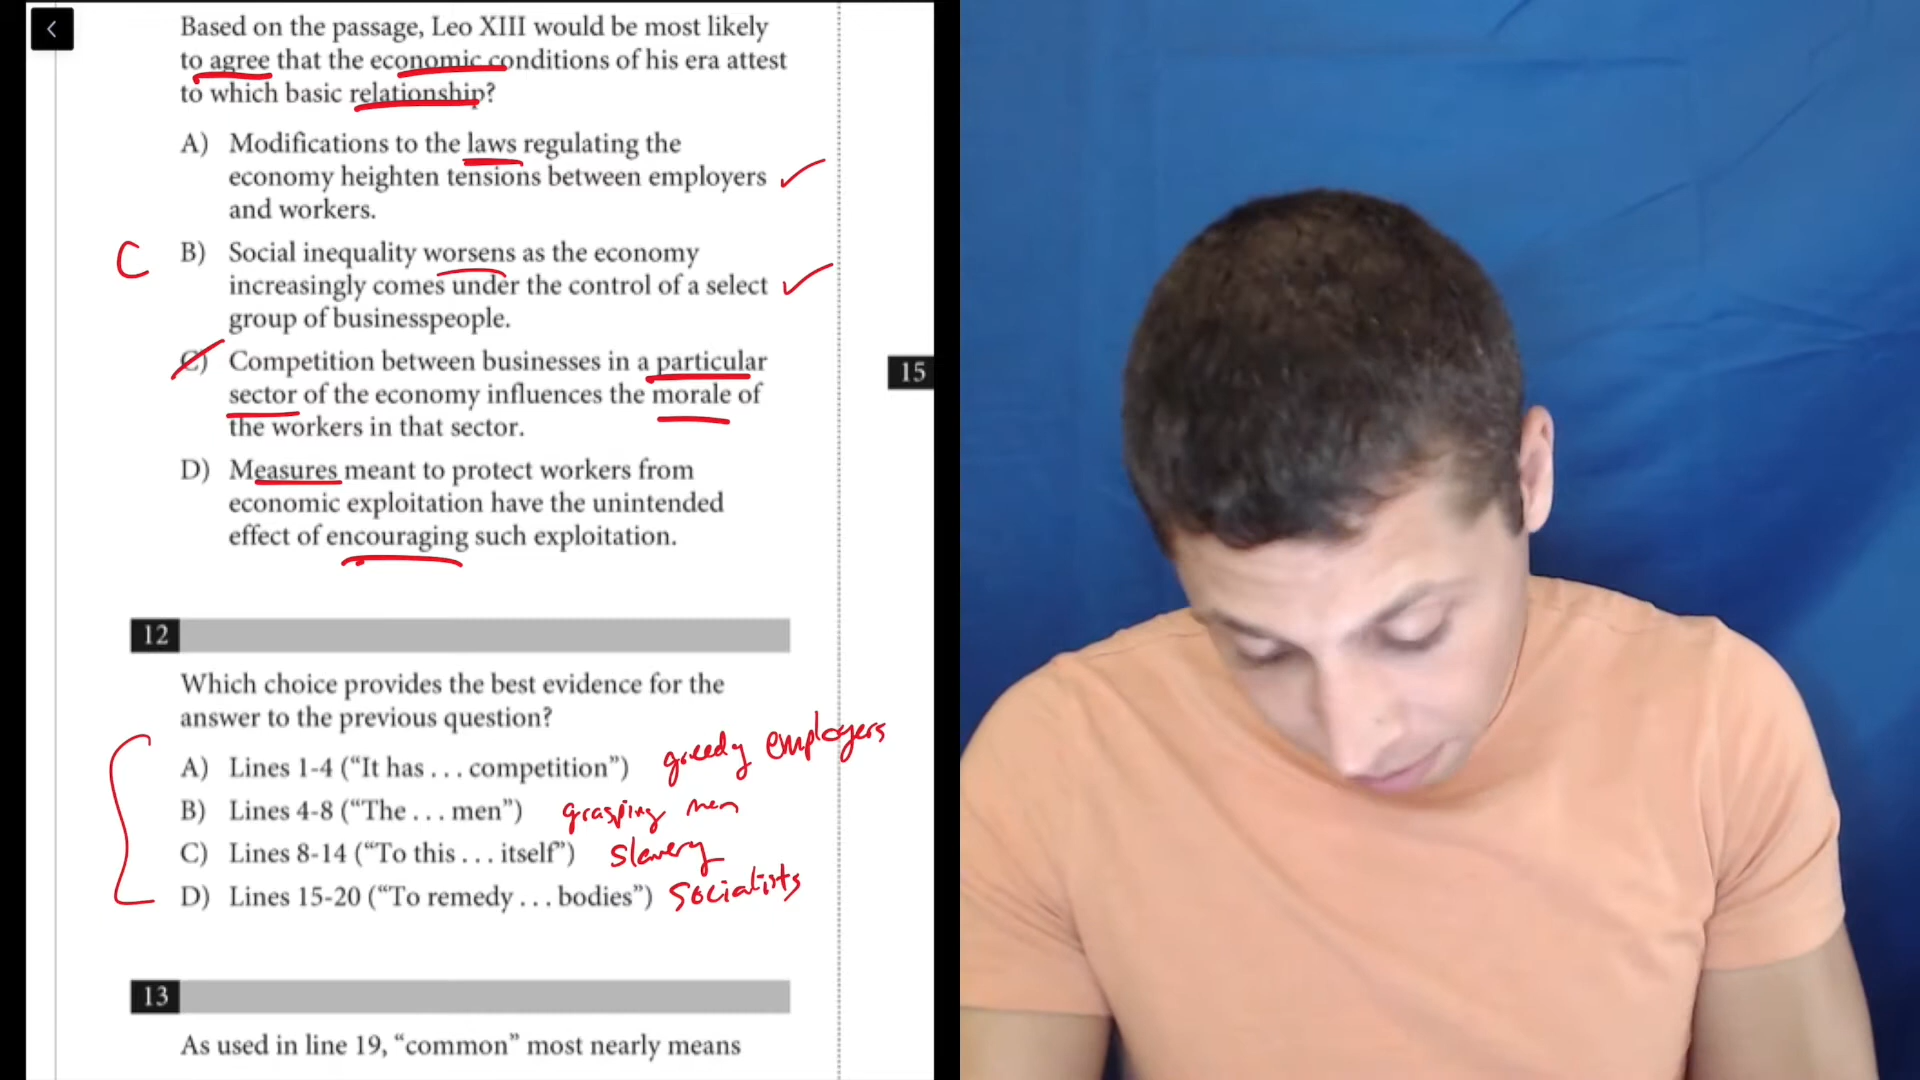 Based on the passage, Leo XIII would be most likely
to agree that the economic conditions of his era attest
to which basic relationship?
A) Modifications to the laws regulating the
economy heighten tensions between employers
and workers.
C
B) Social inequality worsens as the economy
increasingly comes under the control of a select
group of businesspeople.
C) Competition between businesses in a particular
sector of the economy influences the morale of
the workers in that sector.
D) Measures meant to protect workers from
economic exploitation have the unintended
effect of encouraging such exploitation.
12
Which choice provides the best evidence for the
answer to the previous question?
A) Lines 1-4 (“It has . . . competition”) greedy employers
B) Lines 4-8 (“The . . . men”) grasping men
C) Lines 8-14 (“To this . . . itself”) slavery
D) Lines 15-20 (“To remedy . . . bodies”) socialists
13
As used in line 19, “common” most nearly means
15